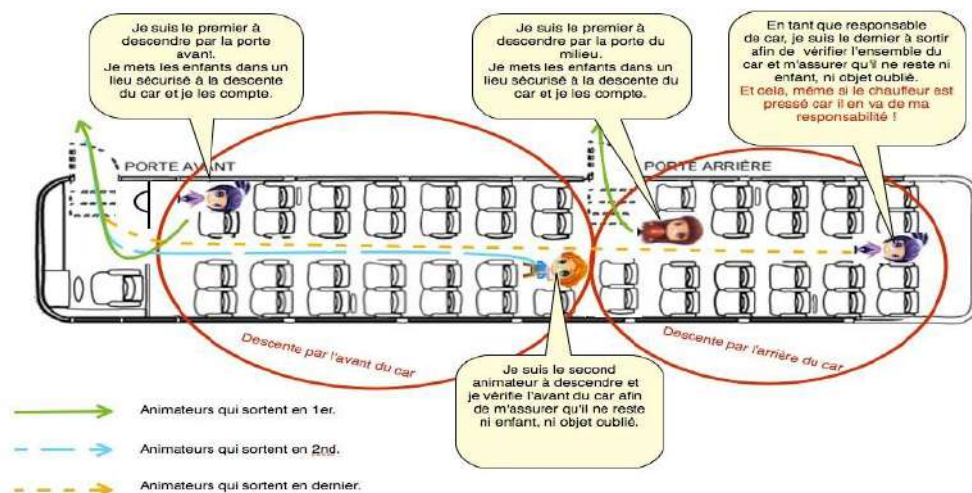 Je suis le premier à
descendre par la porte
avant.
Je mets les enfants dans un
lieu sécurisé à la descente
du car et je les compte.
Je suis le premier à
descendre par la porte du
milieu.
Je mets les enfants dans un
lieu sécurisé à la descente
du car et je les compte.
En tant que responsable
de car, je suis le dernier à sortir
afin de vérifier l'ensemble du
car et m'assurer qu'il ne reste ni
enfant, ni objet oublié.
Et cela, même si le chauffeur est
pressé car il en va de ma
responsabilité !
PORTE AVANT
PORTE ARRIÈRE
Descente par l'avant du car
Descente par l'arrière du car
Je suis le second
animateur à descendre et
je vérifie l'avant du car afin
de m'assurer qu'il ne reste
ni enfant, ni objet oublié.
Animateurs qui sortent en 1er.
Animateurs qui sortent en 2nd.
Animateurs qui sortent en dernier.